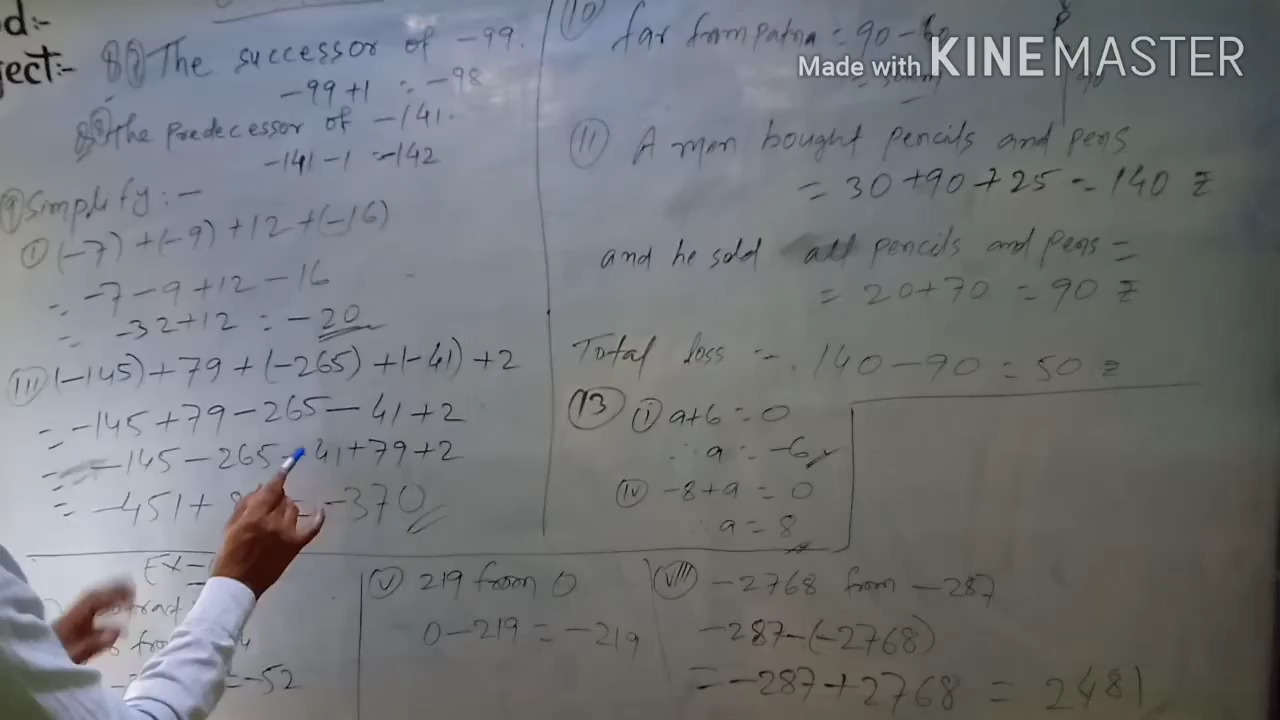 d:-
ject:-
8 The successor of -99.
-99+1 = -98
8 The Predecessor of -141.
-141-1 = -142
9 Simplify:-
i (-7)+(-9)+12+(-16)
= -7-9+12-16
= -32+12 = -20
iii (-145)+79+(-265)+(-41)+2
= -145+79-265-41+2
= -145-265-41+79+2
= -451+ = -370
EX-
= -52
v 219 from 0
0-219 = -219
viii -2768 from -287
-287-(-2768)
= -287+2768 = 2481
10 far from patna = 90-60
Made with KINEMASTER
11 A man bought pencils and pens
= 30+90+25 = 140 z
and he sold all pencils and pens =
= 20+70 = 90 z
Total loss = 140-90 = 50 z
13 i a+6 = 0
∴ a = -6
iv -8+a = 0
∴ a = 8